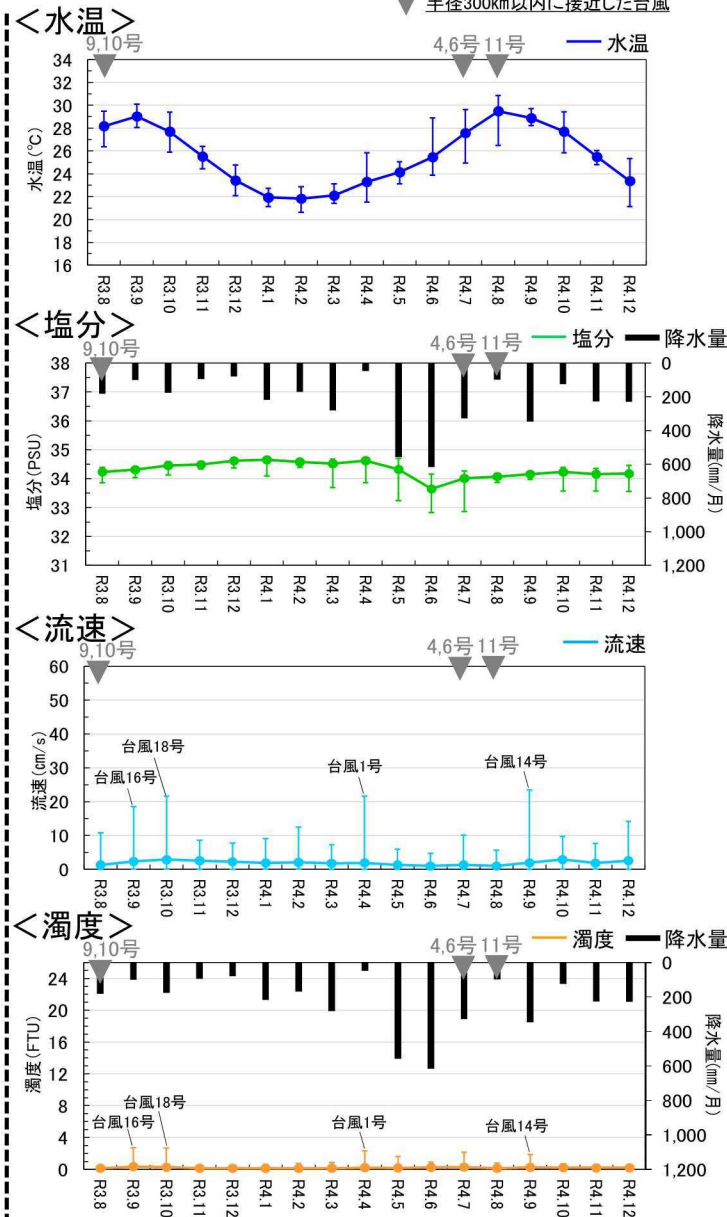 半径300km以内に接近した台風
＜水温＞
9,10号
4,6号 11号
水温
水温(℃)
34
32
30
28
26
24
22
20
18
16
R3.8 R3.9 R3.10 R3.11 R3.12 R4.1 R4.2 R4.3 R4.4 R4.5 R4.6 R4.7 R4.8 R4.9 R4.10 R4.11 R4.12
＜塩分＞
9,10号
4,6号 11号
塩分 降水量
塩分(PSU)
38
37
36
35
34
33
32
31
0
200
400
600
800
1,000
1,200
降水量(mm/月)
R3.8 R3.9 R3.10 R3.11 R3.12 R4.1 R4.2 R4.3 R4.4 R4.5 R4.6 R4.7 R4.8 R4.9 R4.10 R4.11 R4.12
＜流速＞
9,10号
4,6号 11号
流速
流速(cm/s)
60
50
40
30
20
10
0
台風16号
台風18号
台風1号
台風14号
R3.8 R3.9 R3.10 R3.11 R3.12 R4.1 R4.2 R4.3 R4.4 R4.5 R4.6 R4.7 R4.8 R4.9 R4.10 R4.11 R4.12
＜濁度＞
9,10号
4,6号 11号
濁度 降水量
濁度(FTU)
24
20
16
12
8
4
0
台風16号
台風18号
台風1号
台風14号
0
200
400
600
800
1,000
1,200
降水量(mm/月)
R3.8 R3.9 R3.10 R3.11 R3.12 R4.1 R4.2 R4.3 R4.4 R4.5 R4.6 R4.7 R4.8 R4.9 R4.10 R4.11 R4.12